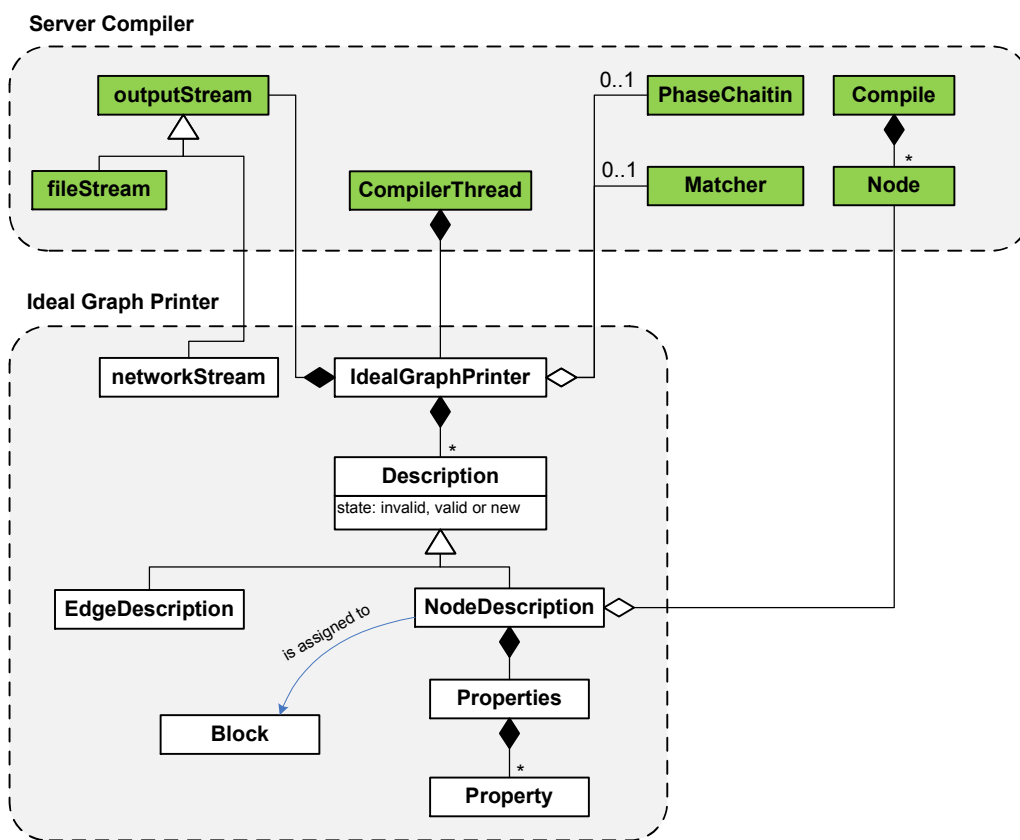 Server Compiler
outputStream
0..1
PhaseChaitin
Compile
*
fileStream
CompilerThread
0..1
Matcher
Node
Ideal Graph Printer
networkStream
IdealGraphPrinter
*
Description
state: invalid, valid or new
EdgeDescription
NodeDescription
is assigned to
Properties
Block
*
Property